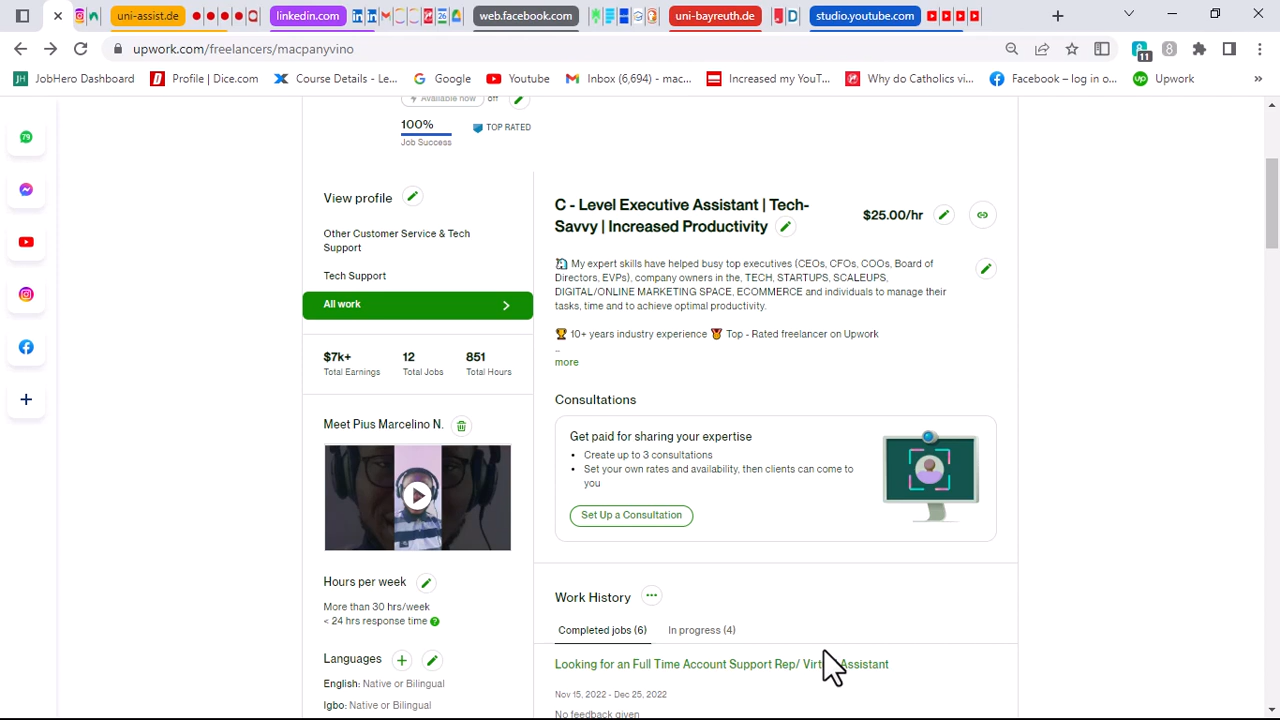 uni-assist.de
linkedin.com
26
web.facebook.com
uni-bayreuth.de
studio.youtube.com
upwork.com/freelancers/macpanyvino
11
JobHero Dashboard
Profile | Dice.com
Course Details - Le...
Google
Youtube
Inbox (6,694) - mac...
Increased my YouT...
Why do Catholics vi...
Facebook – log in o...
Upwork
79
Available now
off
100%
Job Success
TOP RATED
View profile
Other Customer Service & Tech
Support
Tech Support
All work
$7k+
Total Earnings
12
Total Jobs
851
Total Hours
Meet Pius Marcelino N.
Hours per week
More than 30 hrs/week
< 24 hrs response time
Languages
English: Native or Bilingual
Igbo: Native or Bilingual
C - Level Executive Assistant | Tech-
Savvy | Increased Productivity
$25.00/hr
My expert skills have helped busy top executives (CEOs, CFOs, COOs, Board of
Directors, EVPs), company owners in the, TECH, STARTUPS, SCALEUPS,
DIGITAL/ONLINE MARKETING SPACE, ECOMMERCE and individuals to manage their
tasks, time and to achieve optimal productivity.
🏆 10+ years industry experience 🏅 Top - Rated freelancer on Upwork
..
more
Consultations
Get paid for sharing your expertise
• Create up to 3 consultations
• Set your own rates and availability, then clients can come to
you
Set Up a Consultation
Work History
Completed jobs (6)
In progress (4)
Looking for an Full Time Account Support Rep/ Assistant
Nov 15, 2022 - Dec 25, 2022
No feedback given